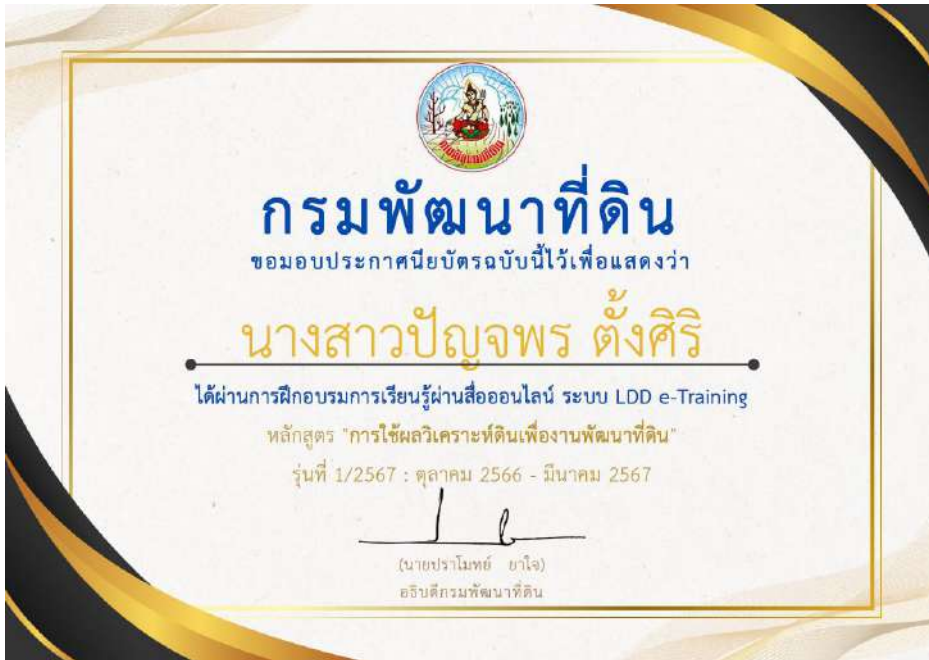 กรมพัฒนาที่ดิน
ขอมอบประกาศนียบัตรฉบับนี้ไว้เพื่อแสดงว่า
นางสาวปัญจพร ตั้งศิริ
ได้ผ่านการฝึกอบรมการเรียนรู้ผ่านสื่อออนไลน์ ระบบ LDD e-Training
หลักสูตร "การใช้ผลวิเคราะห์ดินเพื่องานพัฒนาที่ดิน"
รุ่นที่ 1/2567 : ตุลาคม 2566 - มีนาคม 2567
(นายปราโมทย์ ยาใจ)
อธิบดีกรมพัฒนาที่ดิน